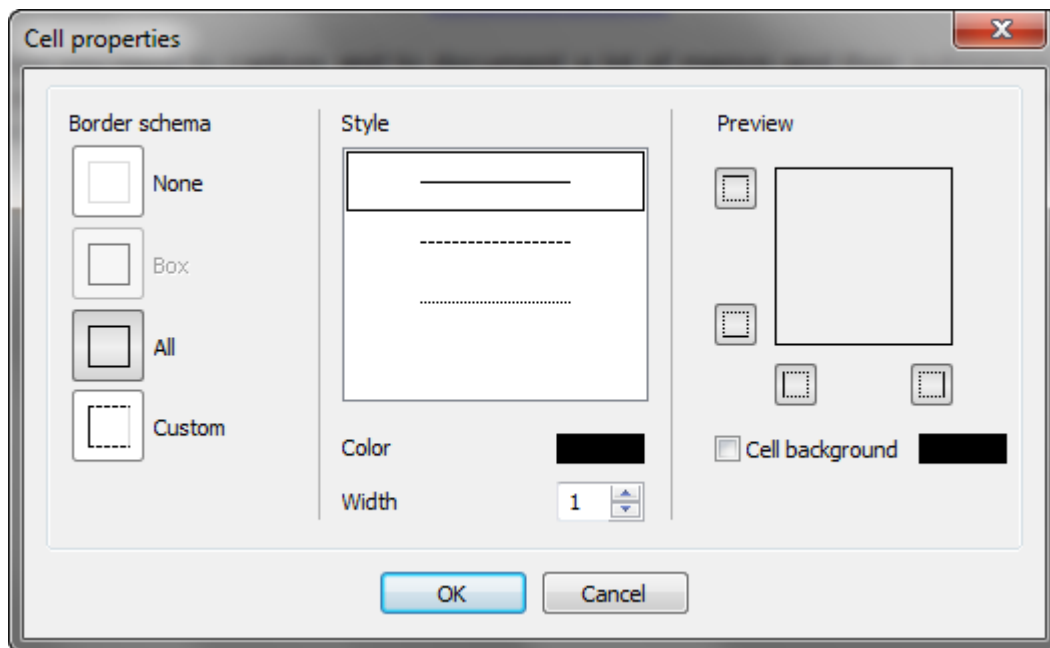 Cell properties
Border schema
None
Box
All
Custom
Style
Color
Width
1
Preview
Cell background
OK
Cancel